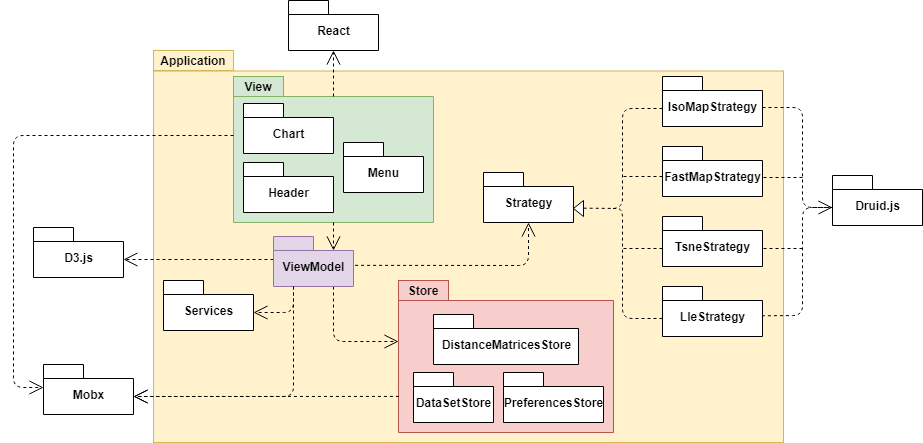 React
Application
View
Chart
Menu
Header
IsoMapStrategy
FastMapStrategy
Strategy
Druid.js
TsneStrategy
D3.js
ViewModel
Services
Store
LleStrategy
DistanceMatricesStore
Mobx
DataSetStore
PreferencesStore